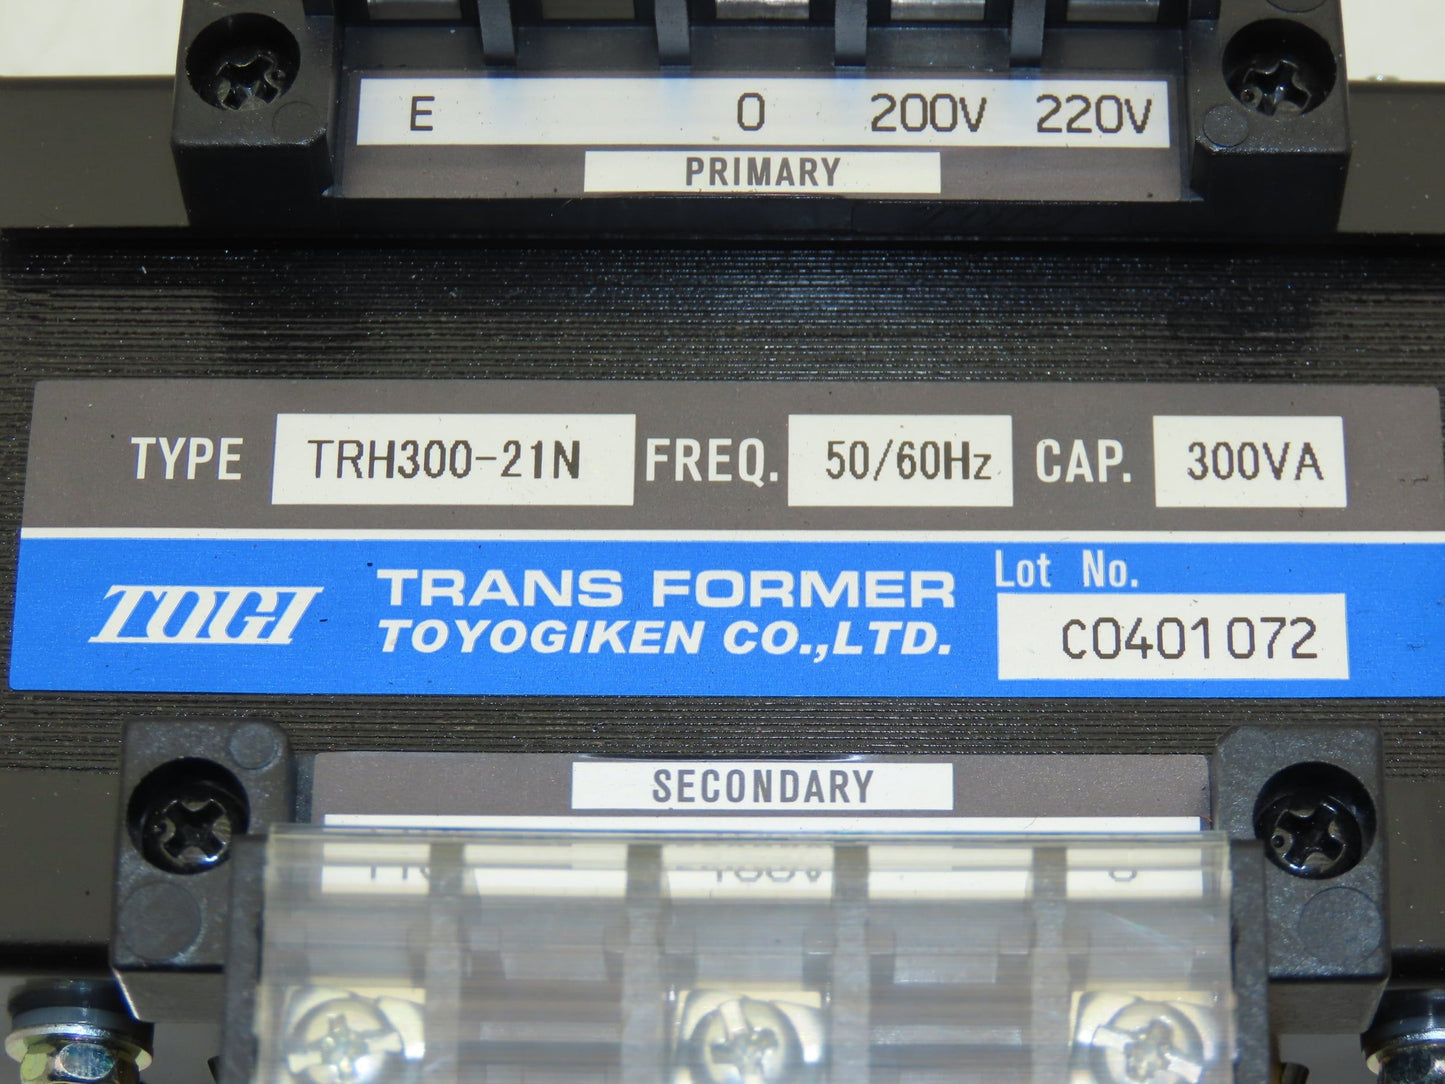 E 0 200V 220V
PRIMARY
TYPE TRH300-21N FREQ. 50/60Hz CAP. 300VA
TOGI TRANS FORMER Lot No.
TOYOGIKEN CO.,LTD. C0401072
SECONDARY